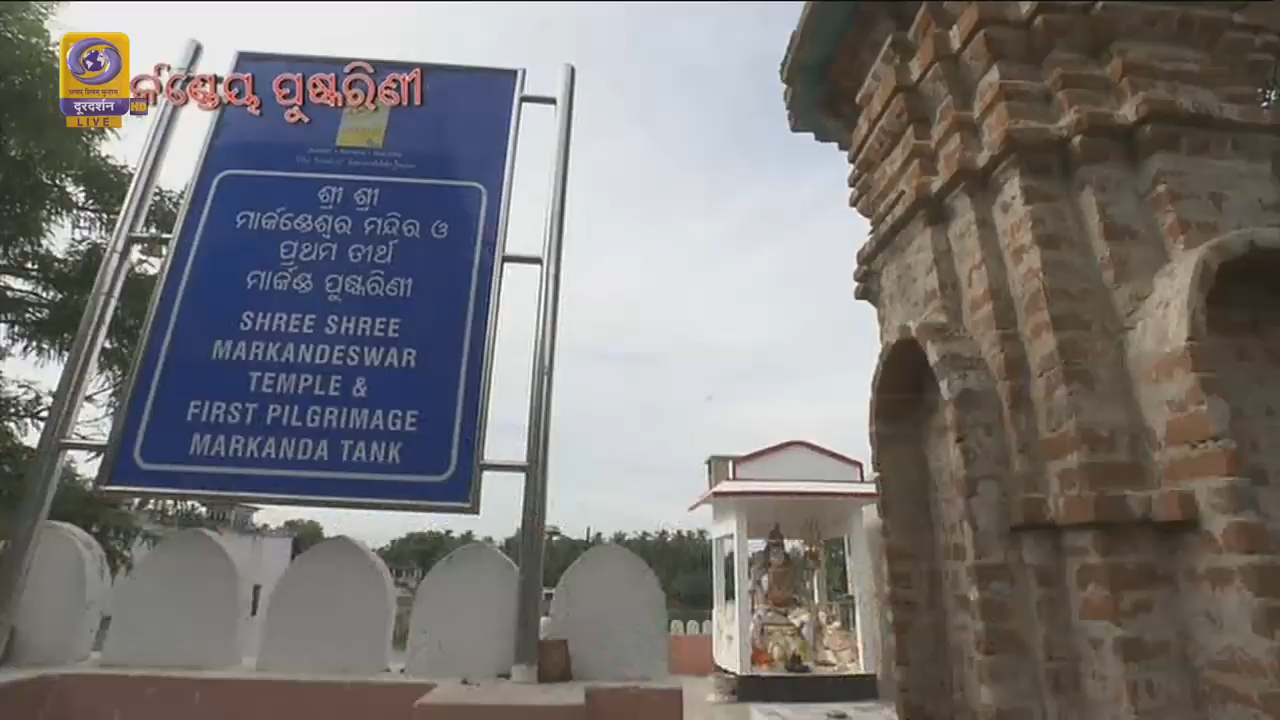 ର୍କଣ୍ଡେୟ ପୁଷ୍କରିଣୀ
दूरदर्शन
HD
LIVE
ଶ୍ରୀ ଶ୍ରୀ
ମାର୍କଣ୍ଡେଶ୍ୱର ମନ୍ଦିର ଓ
ପ୍ରଥମ ତୀର୍ଥ
ମାର୍କଣ୍ଡ ପୁଷ୍କରିଣୀ
SHREE SHREE
MARKANDESWAR
TEMPLE &
FIRST PILGRIMAGE
MARKANDA TANK